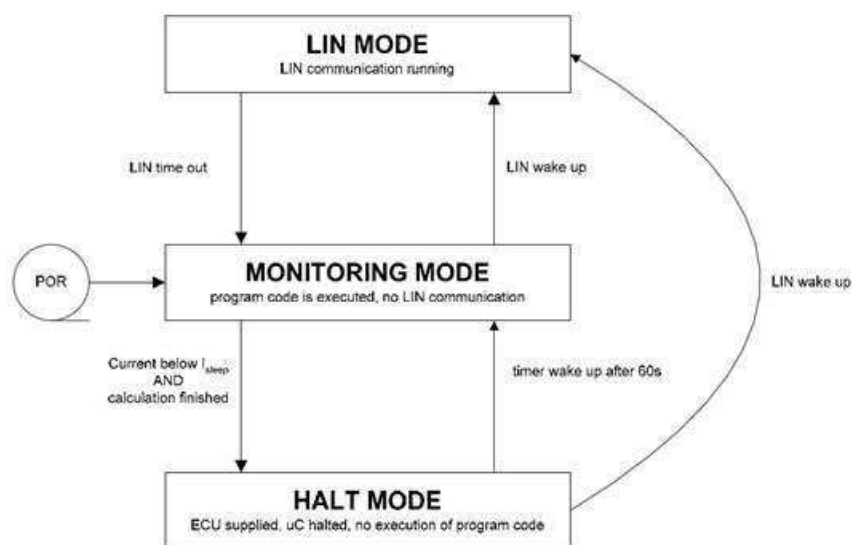 LIN MODE
LIN communication running
LIN time out
LIN wake up
MONITORING MODE
program code is executed, no LIN communication
POR
LIN wake up
Current below I_sleep
AND
calculation finished
timer wake up after 60s
HALT MODE
ECU supplied, uC halted, no execution of program code